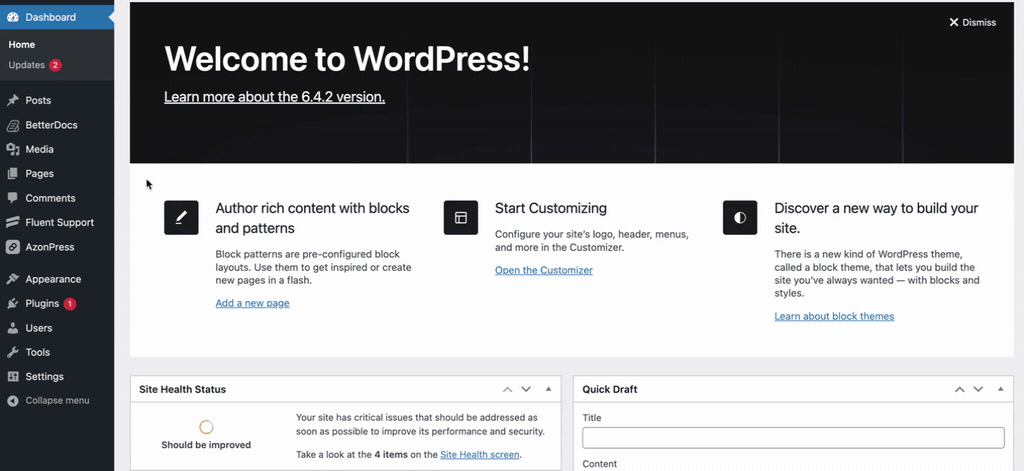 Dashboard
Home
Updates 2
Posts
BetterDocs
Media
Pages
Comments
Fluent Support
AzonPress
Appearance
Plugins 1
Users
Tools
Settings
Collapse menu
Dismiss
Welcome to WordPress!
Learn more about the 6.4.2 version.
Author rich content with blocks
and patterns
Block patterns are pre-configured block
layouts. Use them to get inspired or create
new pages in a flash.
Add a new page
Start Customizing
Configure your site's logo, header, menus,
and more in the Customizer.
Open the Customizer
Discover a new way to build your
site.
There is a new kind of WordPress theme,
called a block theme, that lets you build the
site you've always wanted — with blocks and
styles.
Learn about block themes
Site Health Status
Should be improved
Your site has critical issues that should be addressed as
soon as possible to improve its performance and security.
Take a look at the 4 items on the Site Health screen.
Quick Draft
Title
Content